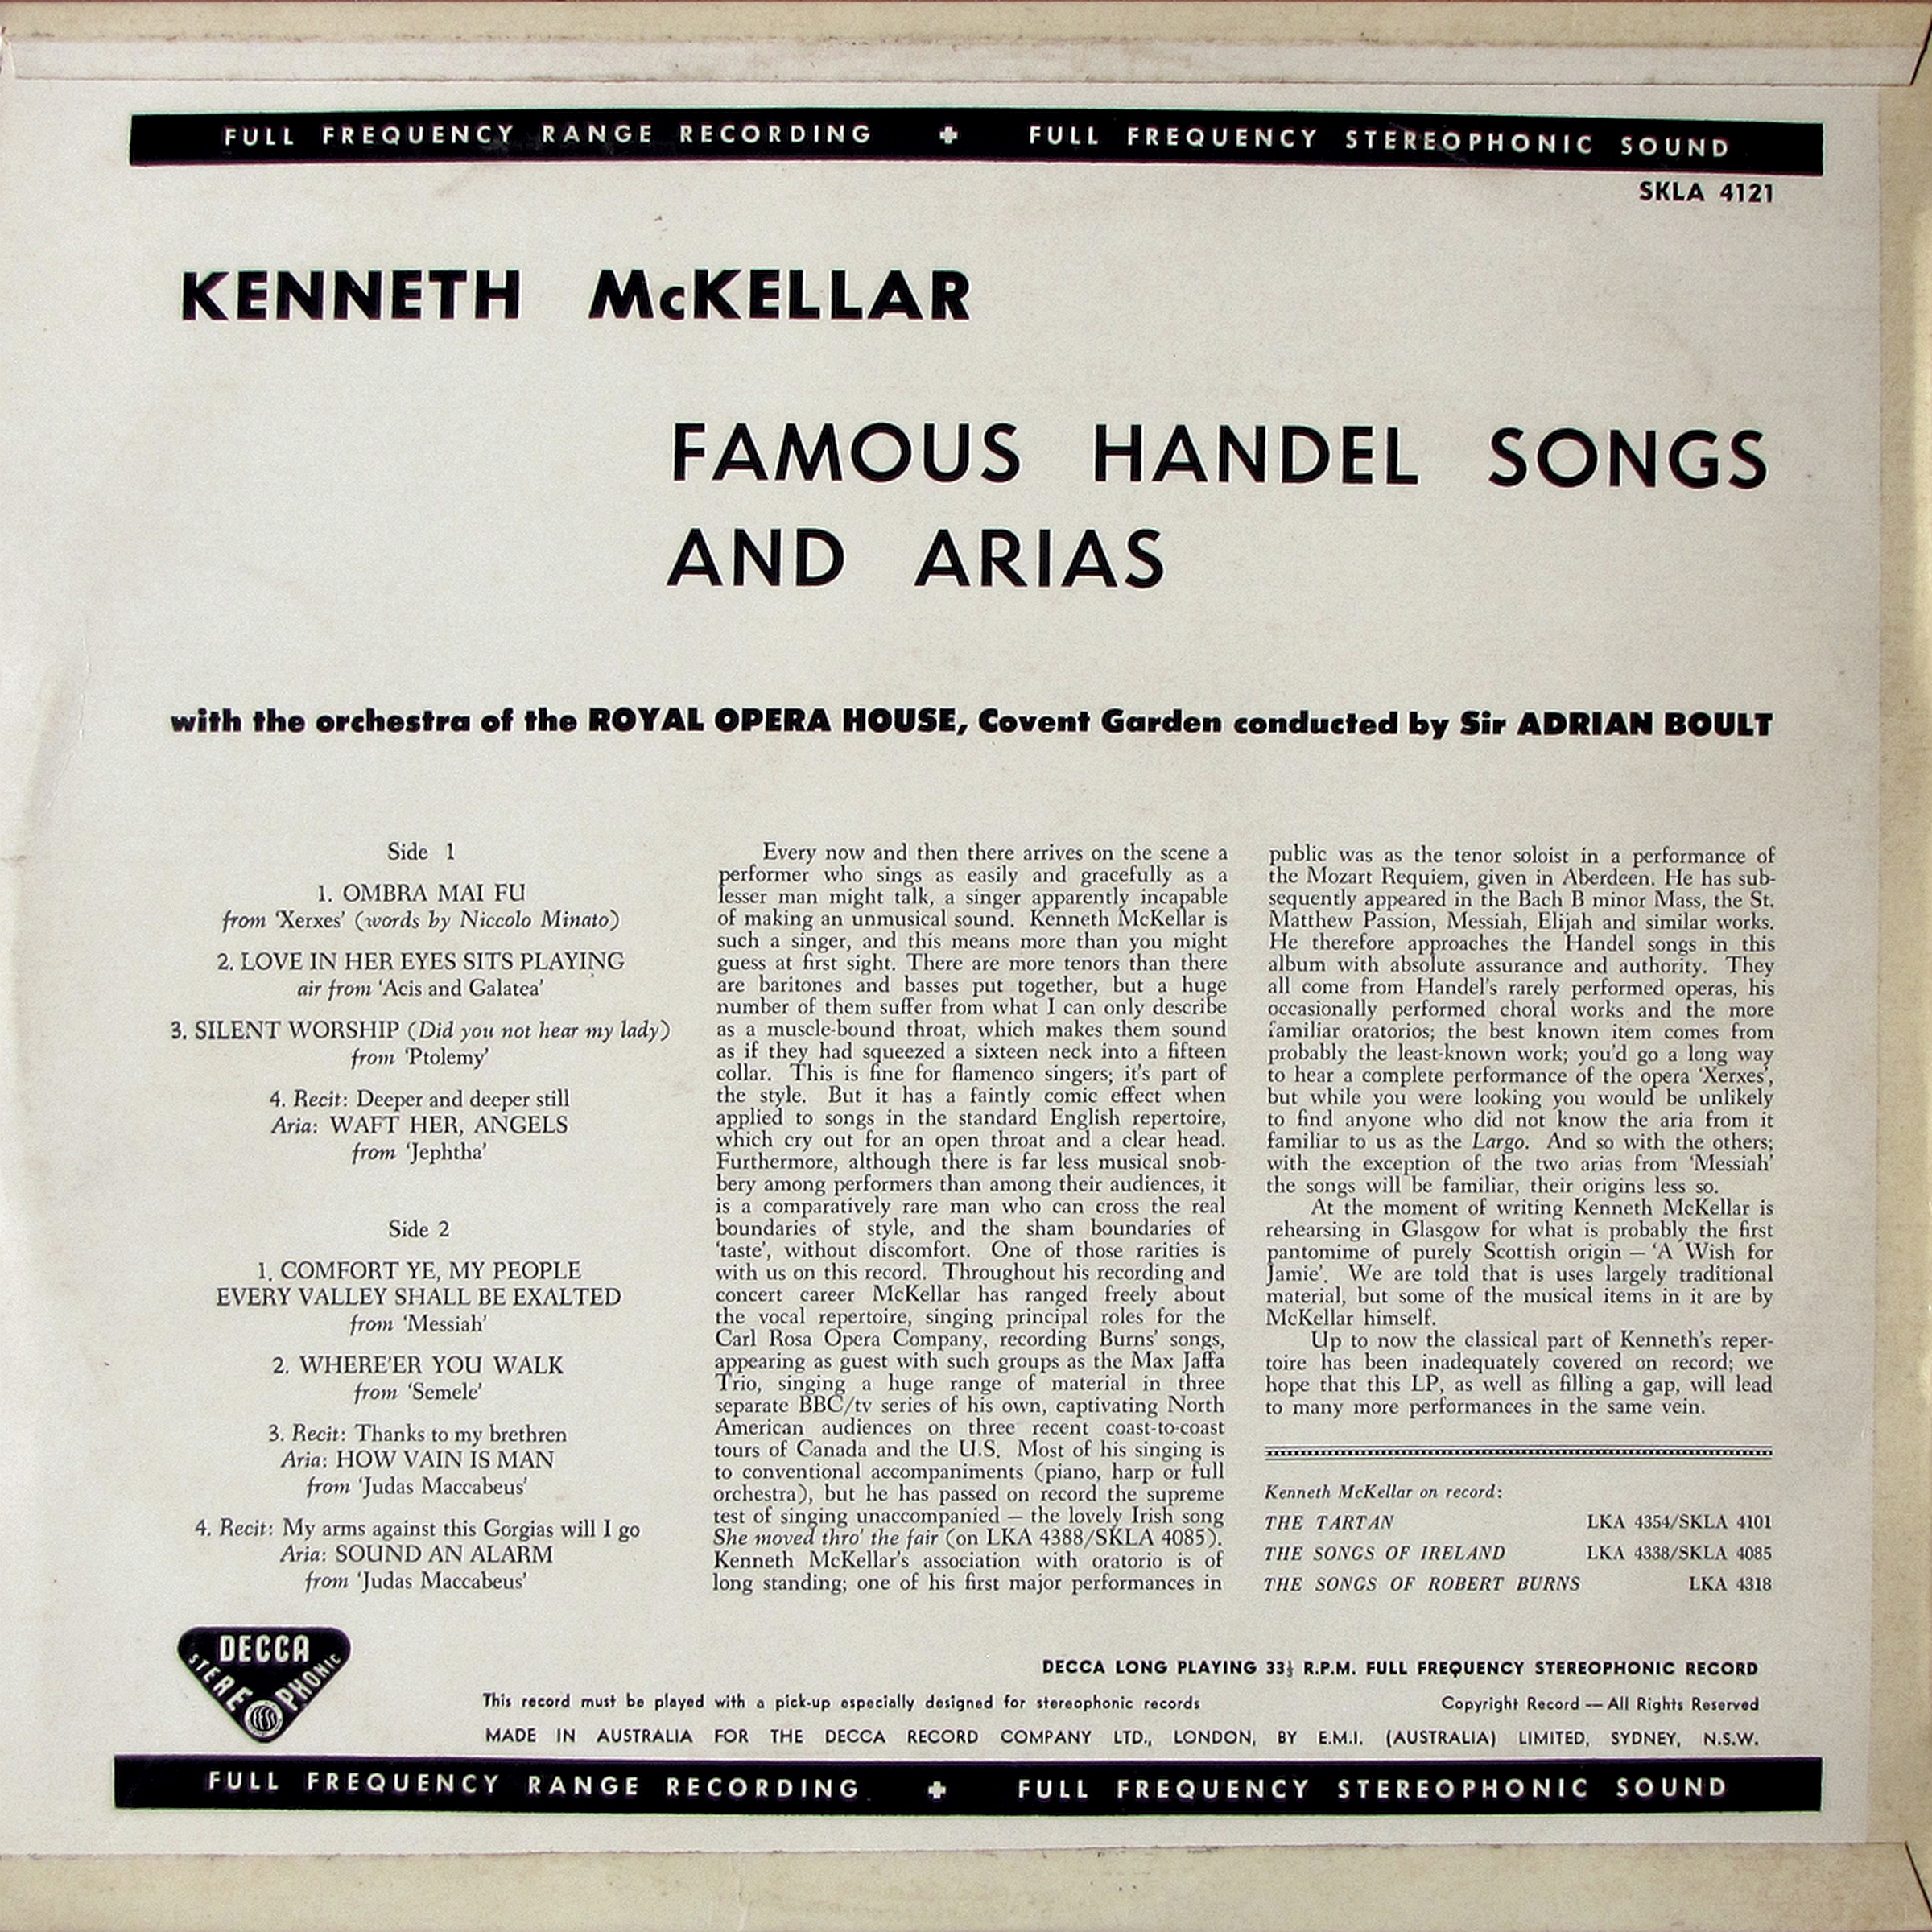 FULL FREQUENCY RANGE RECORDING ✚ FULL FREQUENCY STEREOPHONIC SOUND
SKLA 4121
KENNETH McKELLAR
FAMOUS HANDEL SONGS
AND ARIAS
with the orchestra of the ROYAL OPERA HOUSE, Covent Garden conducted by Sir ADRIAN BOULT
Side 1
1. OMBRA MAI FU
from 'Xerxes' (words by Niccolo Minato)
2. LOVE IN HER EYES SITS PLAYING
air from 'Acis and Galatea'
3. SILENT WORSHIP (Did you not hear my lady)
from 'Ptolemy'
4. Recit: Deeper and deeper still
Aria: WAFT HER, ANGELS
from 'Jephtha'
Side 2
1. COMFORT YE, MY PEOPLE
EVERY VALLEY SHALL BE EXALTED
from 'Messiah'
2. WHERE'ER YOU WALK
from 'Semele'
3. Recit: Thanks to my brethren
Aria: HOW VAIN IS MAN
from 'Judas Maccabeus'
4. Recit: My arms against this Gorgias will I go
Aria: SOUND AN ALARM
from 'Judas Maccabeus'
Every now and then there arrives on the scene a
performer who sings as easily and gracefully as a
lesser man might talk, a singer apparently incapable
of making an unmusical sound. Kenneth McKellar is
such a singer, and this means more than you might
guess at first sight. There are more tenors than there
are baritones and basses put together, but a huge
number of them suffer from what I can only describe
as a muscle-bound throat, which makes them sound
as if they had squeezed a sixteen neck into a fifteen
collar. This is fine for flamenco singers; it's part of
the style. But it has a faintly comic effect when
applied to songs in the standard English repertoire,
which cry out for an open throat and a clear head.
Furthermore, although there is far less musical snob-
bery among performers than among their audiences, it
is a comparatively rare man who can cross the real
boundaries of style, and the sham boundaries of
'taste', without discomfort. One of those rarities is
with us on this record. Throughout his recording and
concert career McKellar has ranged freely about
the vocal repertoire, singing principal roles for the
Carl Rosa Opera Company, recording Burns' songs,
appearing as guest with such groups as the Max Jaffa
Trio, singing a huge range of material in three
separate BBC/tv series of his own, captivating North
American audiences on three recent coast-to-coast
tours of Canada and the U.S. Most of his singing is
to conventional accompaniments (piano, harp or full
orchestra), but he has passed on record the supreme
test of singing unaccompanied — the lovely Irish song
She moved thro' the fair (on LKA 4388/SKLA 4085).
Kenneth McKellar's association with oratorio is of
long standing; one of his first major performances in
public was as the tenor soloist in a performance of
the Mozart Requiem, given in Aberdeen. He has sub-
sequently appeared in the Bach B minor Mass, the St.
Matthew Passion, Messiah, Elijah and similar works.
He therefore approaches the Handel songs in this
album with absolute assurance and authority. They
all come from Handel's rarely performed operas, his
occasionally performed choral works and the more
familiar oratorios; the best known item comes from
probably the least-known work; you'd go a long way
to hear a complete performance of the opera 'Xerxes',
but while you were looking you would be unlikely
to find anyone who did not know the aria from it
familiar to us as the Largo. And so with the others;
with the exception of the two arias from 'Messiah'
the songs will be familiar, their origins less so.
At the moment of writing Kenneth McKellar is
rehearsing in Glasgow for what is probably the first
pantomime of purely Scottish origin — 'A Wish for
Jamie'. We are told that is uses largely traditional
material, but some of the musical items in it are by
McKellar himself.
Up to now the classical part of Kenneth's reper-
toire has been inadequately covered on record; we
hope that this LP, as well as filling a gap, will lead
to many more performances in the same vein.
Kenneth McKellar on record:
THE TARTAN LKA 4354/SKLA 4101
THE SONGS OF IRELAND LKA 4338/SKLA 4085
THE SONGS OF ROBERT BURNS LKA 4318
DECCA
STEREOPHONIC
ffss
DECCA LONG PLAYING 33⅓ R.P.M. FULL FREQUENCY STEREOPHONIC RECORD
This record must be played with a pick-up especially designed for stereophonic records Copyright Record — All Rights Reserved
MADE IN AUSTRALIA FOR THE DECCA RECORD COMPANY LTD., LONDON, BY E.M.I. (AUSTRALIA) LIMITED, SYDNEY, N.S.W.
FULL FREQUENCY RANGE RECORDING ✚ FULL FREQUENCY STEREOPHONIC SOUND